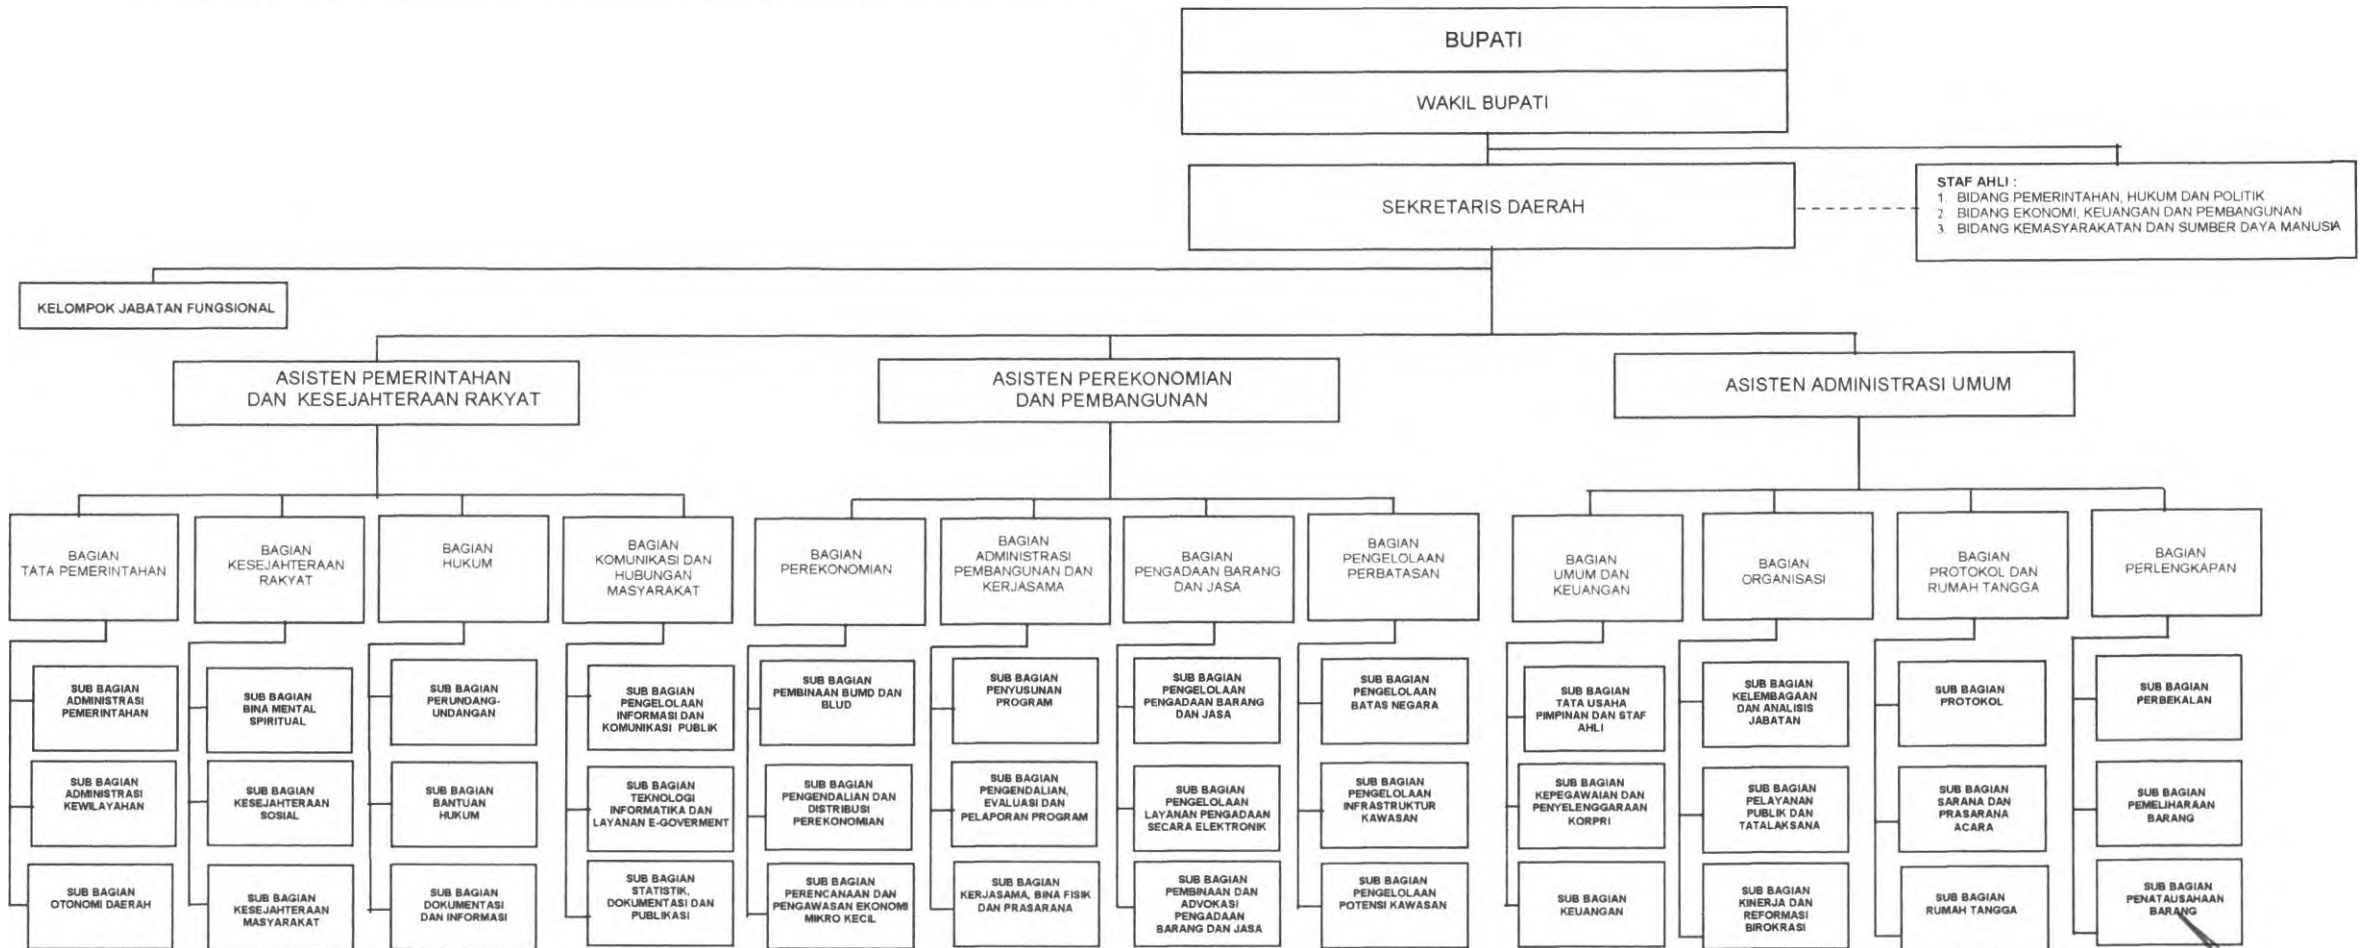 BUPATI
WAKIL BUPATI
SEKRETARIS DAERAH
STAF AHLI :
1. BIDANG PEMERINTAHAN, HUKUM DAN POLITIK
2. BIDANG EKONOMI, KEUANGAN DAN PEMBANGUNAN
3. BIDANG KEMASYARAKATAN DAN SUMBER DAYA MANUSIA
KELOMPOK JABATAN FUNGSIONAL
ASISTEN PEMERINTAHAN
DAN KESEJAHTERAAN RAKYAT
ASISTEN PEREKONOMIAN
DAN PEMBANGUNAN
ASISTEN ADMINISTRASI UMUM
BAGIAN
TATA PEMERINTAHAN
BAGIAN
KESEJAHTERAAN
RAKYAT
BAGIAN
HUKUM
BAGIAN
KOMUNIKASI DAN
HUBUNGAN
MASYARAKAT
BAGIAN
PEREKONOMIAN
BAGIAN
ADMINISTRASI
PEMBANGUNAN DAN
KERJASAMA
BAGIAN
PENGADAAN BARANG
DAN JASA
BAGIAN
PENGELOLAAN
PERBATASAN
BAGIAN
UMUM DAN
KEUANGAN
BAGIAN
ORGANISASI
BAGIAN
PROTOKOL DAN
RUMAH TANGGA
BAGIAN
PERLENGKAPAN
SUB BAGIAN
ADMINISTRASI
PEMERINTAHAN
SUB BAGIAN
BINA MENTAL
SPIRITUAL
SUB BAGIAN
PERUNDANG-
UNDANGAN
SUB BAGIAN
PENGELOLAAN
INFORMASI DAN
KOMUNIKASI PUBLIK
SUB BAGIAN
PEMBINAAN BUMD DAN
BLUD
SUB BAGIAN
PENYUSUNAN
PROGRAM
SUB BAGIAN
PENGELOLAAN
PENGADAAN BARANG
DAN JASA
SUB BAGIAN
PENGELOLAAN
BATAS NEGARA
SUB BAGIAN
TATA USAHA
PIMPINAN DAN STAF
AHLI
SUB BAGIAN
KELEMBAGAAN
DAN ANALISIS
JABATAN
SUB BAGIAN
PROTOKOL
SUB BAGIAN
PERBEKALAN
SUB BAGIAN
ADMINISTRASI
KEWILAYAHAN
SUB BAGIAN
KESEJAHTERAAN
SOSIAL
SUB BAGIAN
BANTUAN
HUKUM
SUB BAGIAN
TEKNOLOGI
INFORMATIKA DAN
LAYANAN E-GOVERMENT
SUB BAGIAN
PENGENDALIAN DAN
DISTRIBUSI
PEREKONOMIAN
SUB BAGIAN
PENGENDALIAN,
EVALUASI DAN
PELAPORAN PROGRAM
SUB BAGIAN
PENGELOLAAN
LAYANAN PENGADAAN
SECARA ELEKTRONIK
SUB BAGIAN
PENGELOLAAN
INFRASTRUKTUR
KAWASAN
SUB BAGIAN
KEPEGAWAIAN DAN
PENYELENGGARAAN
KORPRI
SUB BAGIAN
PELAYANAN
PUBLIK DAN
TATALAKSANA
SUB BAGIAN
SARANA DAN
PRASARANA
ACARA
SUB BAGIAN
PEMELIHARAAN
BARANG
SUB BAGIAN
OTONOMI DAERAH
SUB BAGIAN
KESEJAHTERAAN
MASYARAKAT
SUB BAGIAN
DOKUMENTASI
DAN INFORMASI
SUB BAGIAN
STATISTIK,
DOKUMENTASI DAN
PUBLIKASI
SUB BAGIAN
PERENCANAAN DAN
PENGAWASAN EKONOMI
MIKRO KECIL
SUB BAGIAN
KERJASAMA, BINA FISIK
DAN PRASARANA
SUB BAGIAN
PEMBINAAN DAN
ADVOKASI
PENGADAAN
BARANG DAN JASA
SUB BAGIAN
PENGELOLAAN
POTENSI KAWASAN
SUB BAGIAN
KEUANGAN
SUB BAGIAN
KINERJA DAN
REFORMASI
BIROKRASI
SUB BAGIAN
RUMAH TANGGA
SUB BAGIAN
PENATAUSAHAAN
BARANG